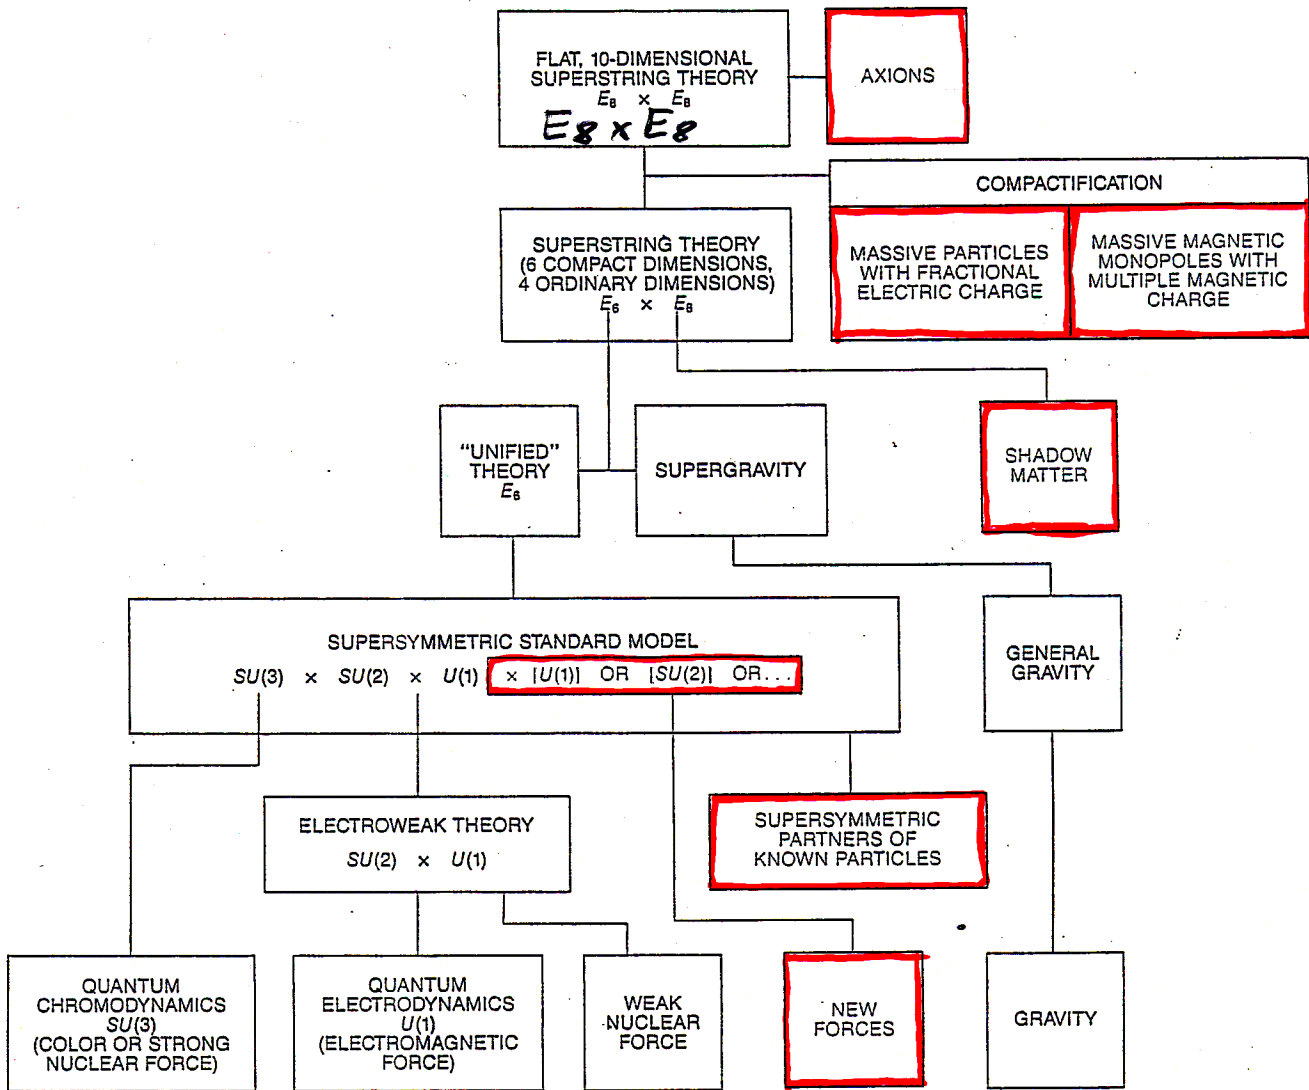 FLAT, 10-DIMENSIONAL
SUPERSTRING THEORY
E8 × E8
E8 x E8
AXIONS
COMPACTIFICATION
MASSIVE PARTICLES
WITH FRACTIONAL
ELECTRIC CHARGE
MASSIVE MAGNETIC
MONOPOLES WITH
MULTIPLE MAGNETIC
CHARGE
SUPERSTRING THEORY
(6 COMPACT DIMENSIONS,
4 ORDINARY DIMENSIONS)
E6 × E8
"UNIFIED"
THEORY
E6
SUPERGRAVITY
SHADOW
MATTER
SUPERSYMMETRIC STANDARD MODEL
SU(3) × SU(2) × U(1) × [U(1)] OR [SU(2)] OR...
GENERAL
GRAVITY
ELECTROWEAK THEORY
SU(2) × U(1)
SUPERSYMMETRIC
PARTNERS OF
KNOWN PARTICLES
QUANTUM
CHROMODYNAMICS
SU(3)
(COLOR OR STRONG
NUCLEAR FORCE)
QUANTUM
ELECTRODYNAMICS
U(1)
(ELECTROMAGNETIC
FORCE)
WEAK
NUCLEAR
FORCE
NEW
FORCES
GRAVITY